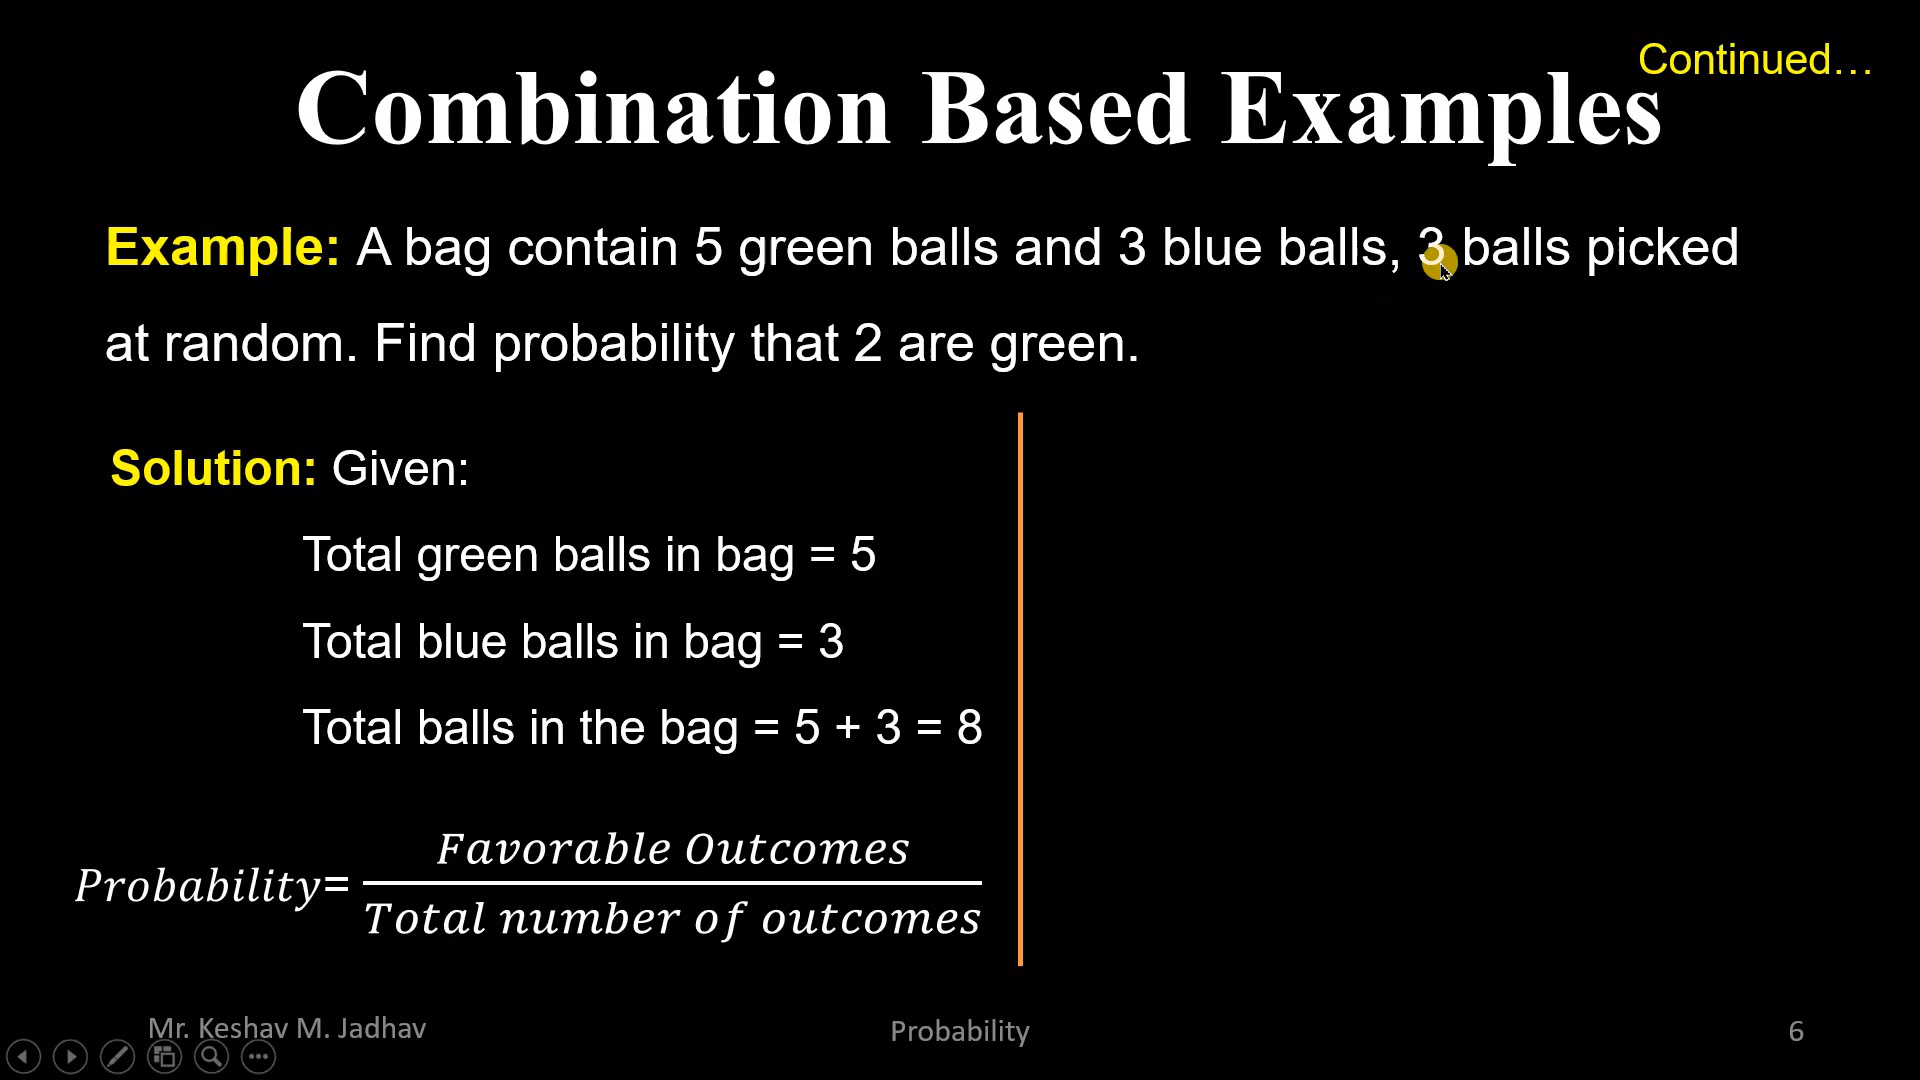 Continued…
Combination Based Examples
Example: A bag contain 5 green balls and 3 blue balls, 3 balls picked
at random. Find probability that 2 are green.
Solution: Given:
Total green balls in bag = 5
Total blue balls in bag = 3
Total balls in the bag = 5 + 3 = 8
Favorable Outcomes
Probability=
Total number of outcomes
Mr. Keshav M. Jadhav
Probability
6